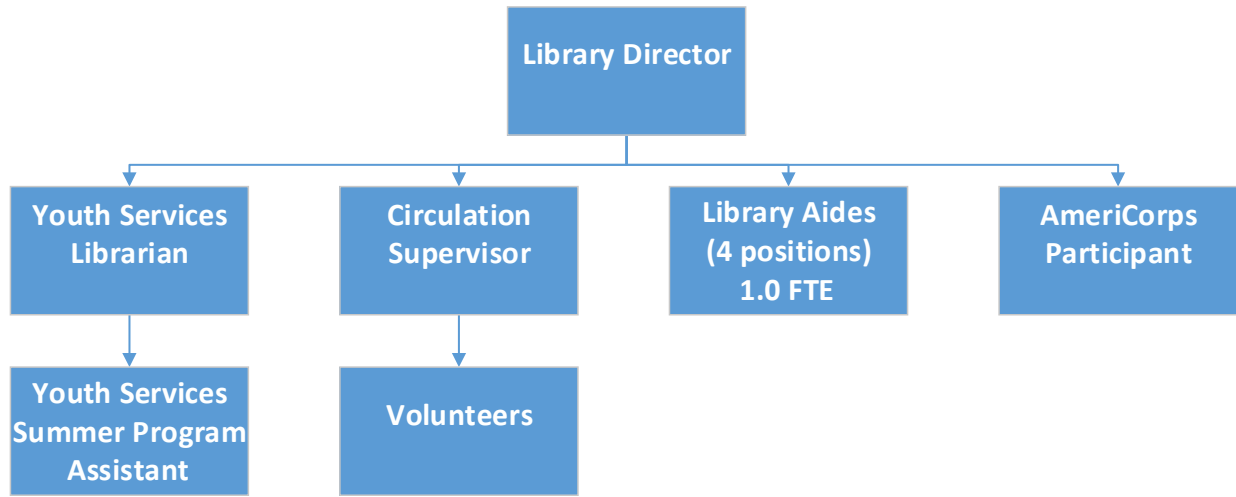 Library Director
Youth Services
Librarian
Circulation
Supervisor
Library Aides
(4 positions)
1.0 FTE
AmeriCorps
Participant
Youth Services
Summer Program
Assistant
Volunteers